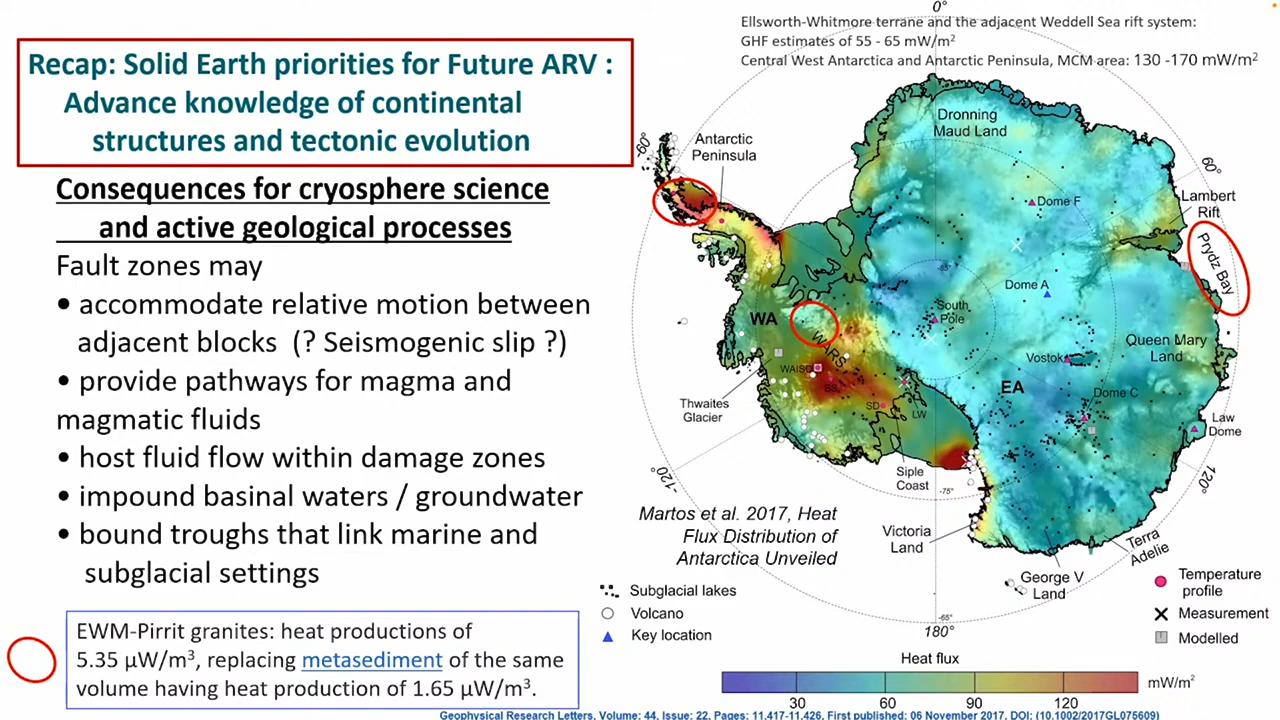 Recap: Solid Earth priorities for Future ARV :
Advance knowledge of continental
structures and tectonic evolution
Consequences for cryosphere science
and active geological processes
Fault zones may
• accommodate relative motion between
adjacent blocks (? Seismogenic slip ?)
• provide pathways for magma and
magmatic fluids
• host fluid flow within damage zones
• impound basinal waters / groundwater
• bound troughs that link marine and
subglacial settings
EWM-Pirrit granites: heat productions of
5.35 μW/m³, replacing metasediment of the same
volume having heat production of 1.65 μW/m³.
Ellsworth-Whitmore terrane and the adjacent Weddell Sea rift system:
GHF estimates of 55 - 65 mW/m²
Central West Antarctica and Antarctic Peninsula, MCM area: 130 -170 mW/m²
0°
-60°
60°
Antarctic
Peninsula
Dronning
Maud Land
Dome F
Lambert
Rift
Prydz Bay
-85°
Dome A
South
Pole
WA
WARS
Queen Mary
Land
Vostok
WAISD
BS
EA
Dome C
SD
LW
Thwaites
Glacier
Law
Dome
Siple
Coast
-75°
-120°
120°
Victoria
Land
Terra
Adelie
George V
Land
-65°
180°
Martos et al. 2017, Heat
Flux Distribution of
Antarctica Unveiled
Subglacial lakes
Volcano
Key location
Temperature
profile
Measurement
Modelled
Heat flux
mW/m²
30 60 90 120
Geophysical Research Letters, Volume: 44, Issue: 22, Pages: 11,417-11,426, First published: 06 November 2017, DOI: (10.1002/2017GL075609)